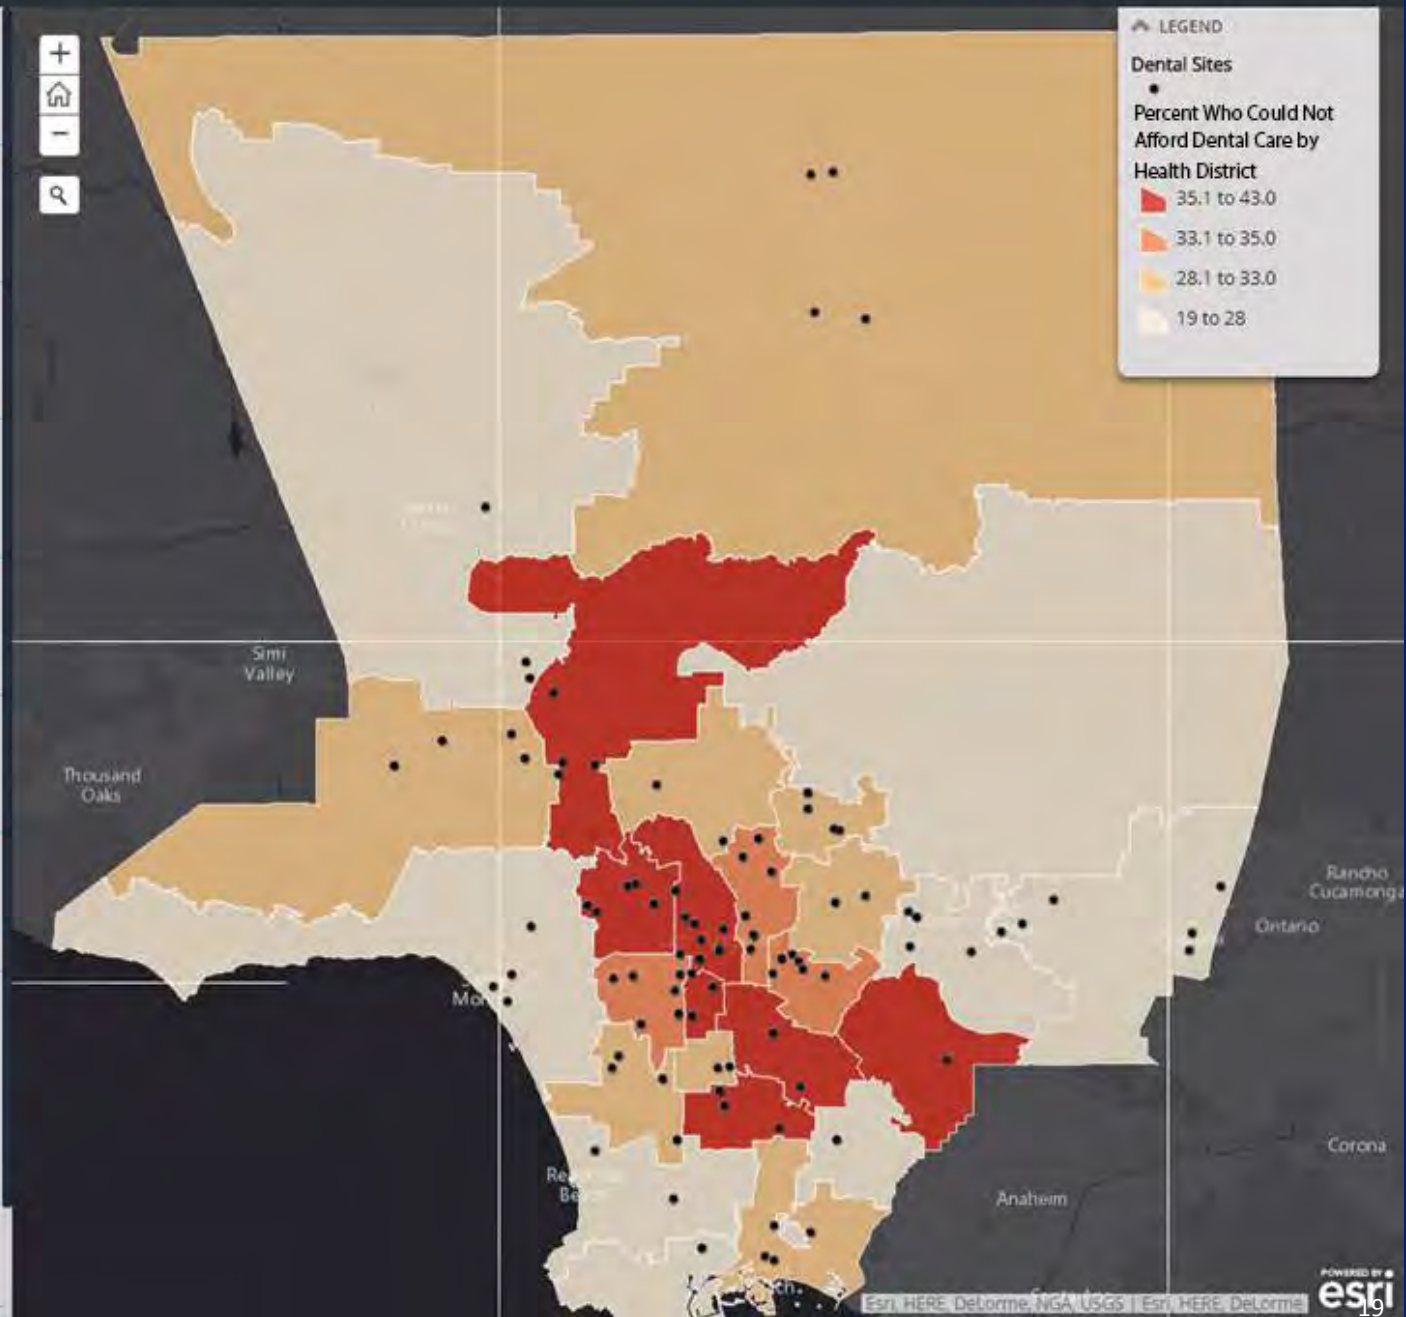 +
−
LEGEND
Dental Sites
Percent Who Could Not
Afford Dental Care by
Health District
35.1 to 43.0
33.1 to 35.0
28.1 to 33.0
19 to 28
Simi
Valley
Thousand
Oaks
Rancho
Cucamonga
Ontario
Corona
Anaheim
POWERED BY
esri
Esri, HERE, DeLorme, NGA, USGS | Esri, HERE, DeLorme
19